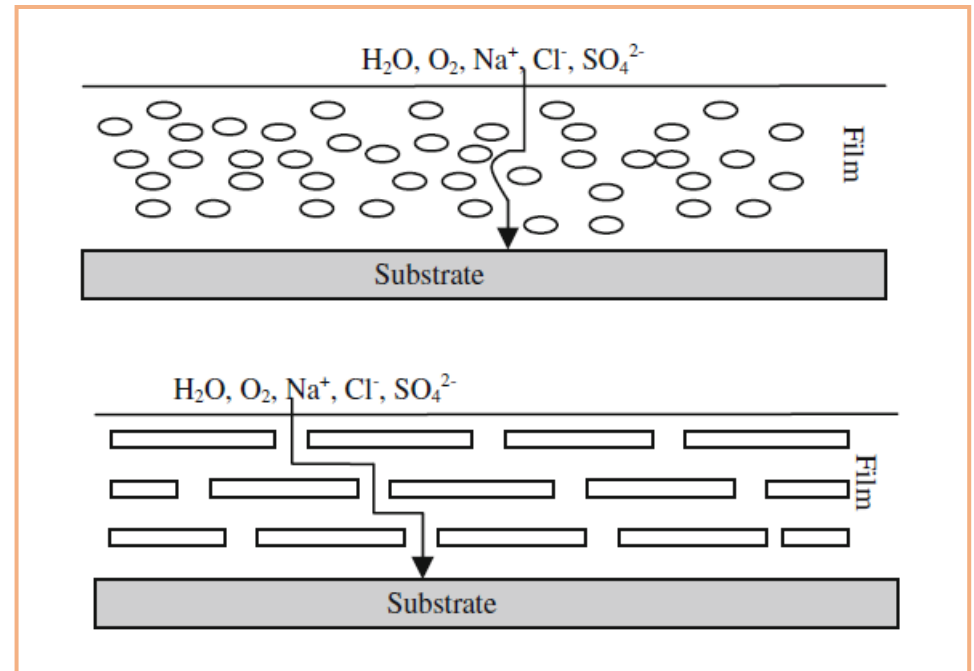 H₂O, O₂, Na⁺, Cl⁻, SO₄²⁻
Film
Substrate
H₂O, O₂, Na⁺, Cl⁻, SO₄²⁻
Film
Substrate